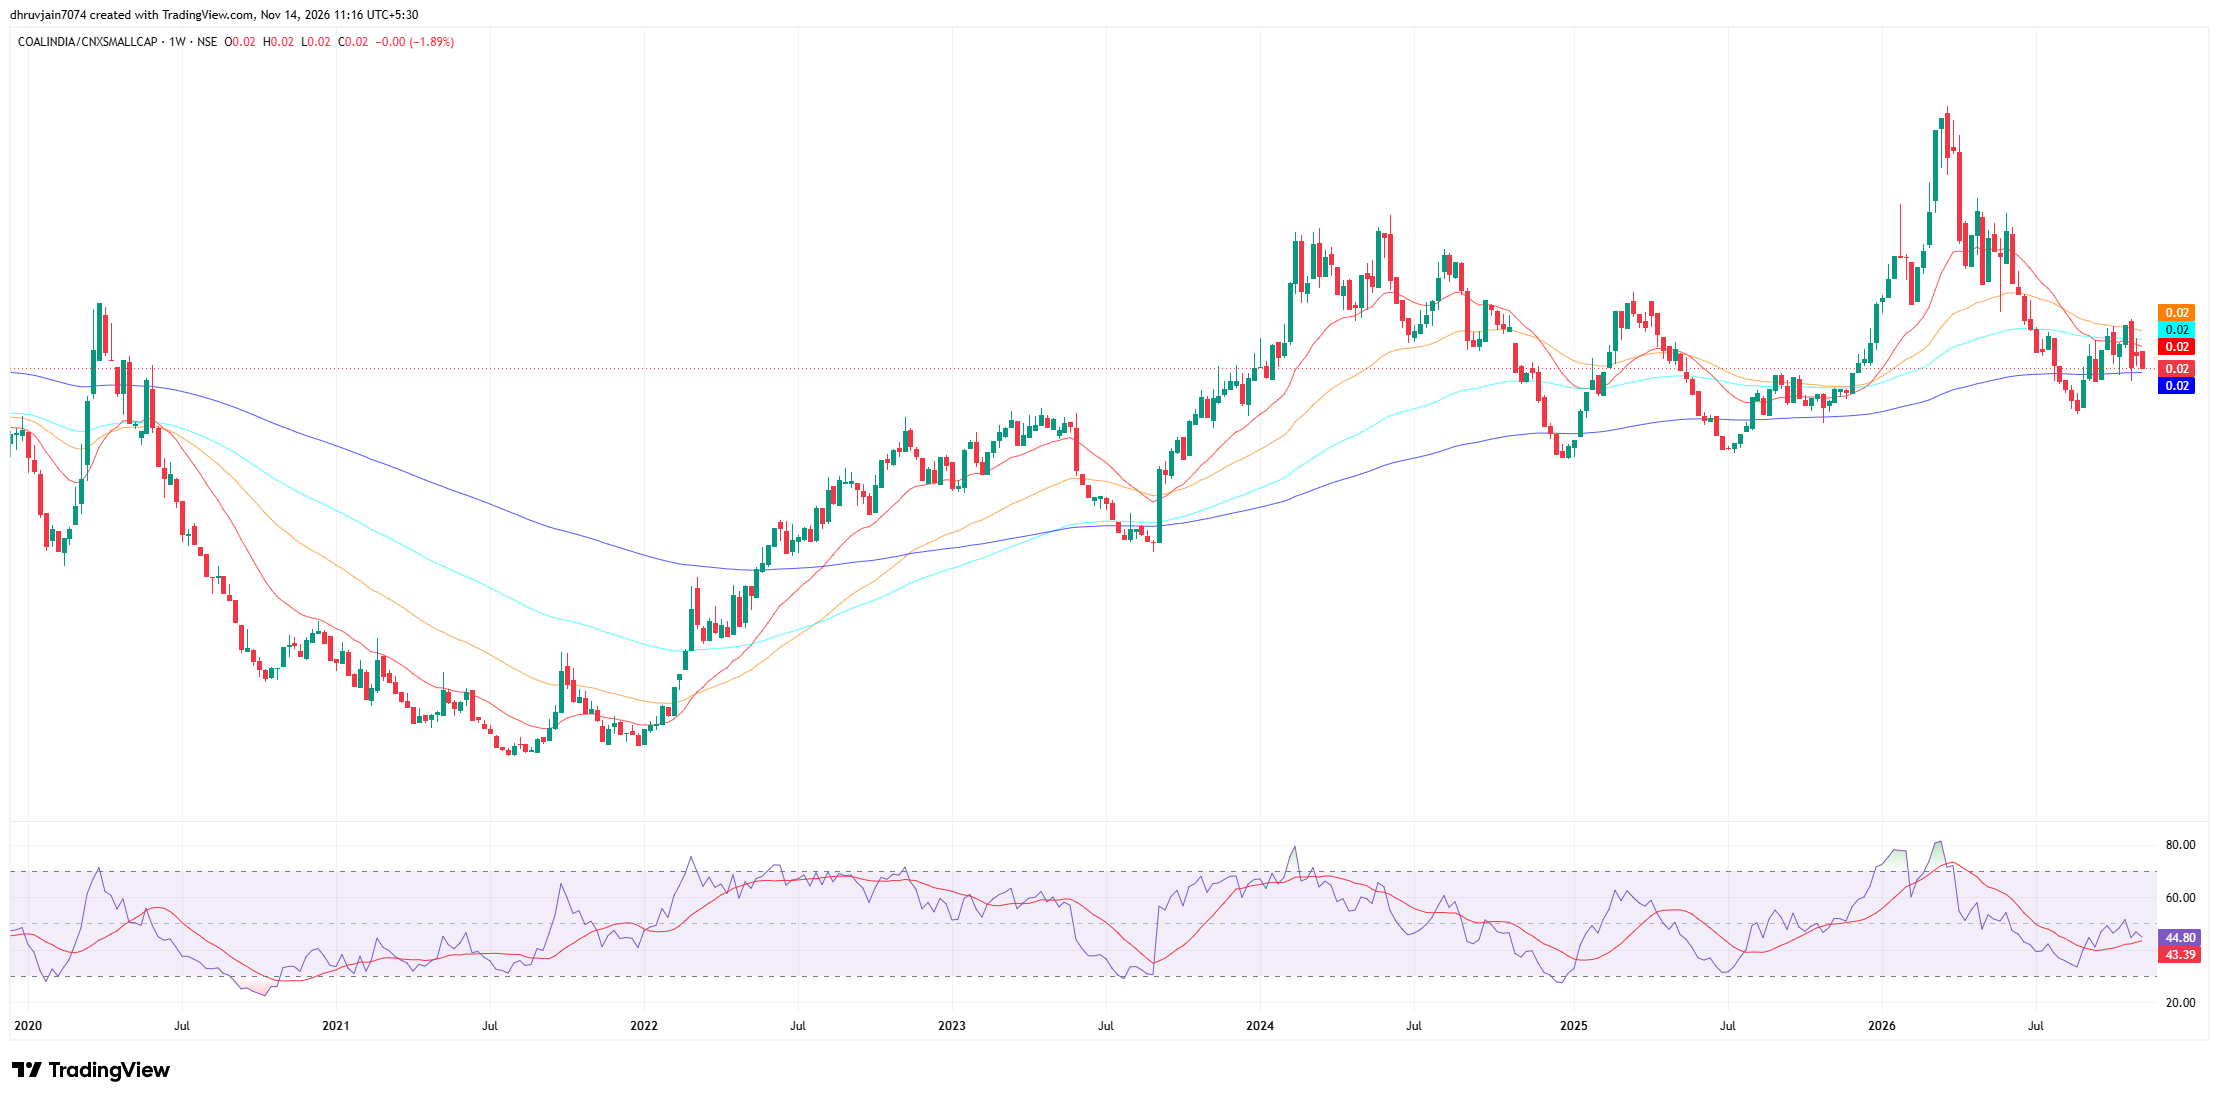 dhruvjain7074 created with TradingView.com, Nov 14, 2026 11:16 UTC+5:30
COALINDIA/CNXSMALLCAP · 1W · NSE O0.02 H0.02 L0.02 C0.02 −0.00 (−1.89%)
0.02
0.02
0.02
0.02
0.02
80.00
60.00
44.80
43.39
20.00
2020 Jul 2021 Jul 2022 Jul 2023 Jul 2024 Jul 2025 Jul 2026 Jul
TradingView